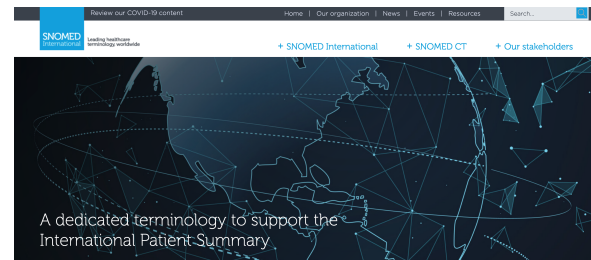 Review our COVID-19 content
Home | Our organization | News | Events | Resources
Search...
SNOMED
International
Leading healthcare
terminology, worldwide
+ SNOMED International + SNOMED CT + Our stakeholders
A dedicated terminology to support the
International Patient Summary